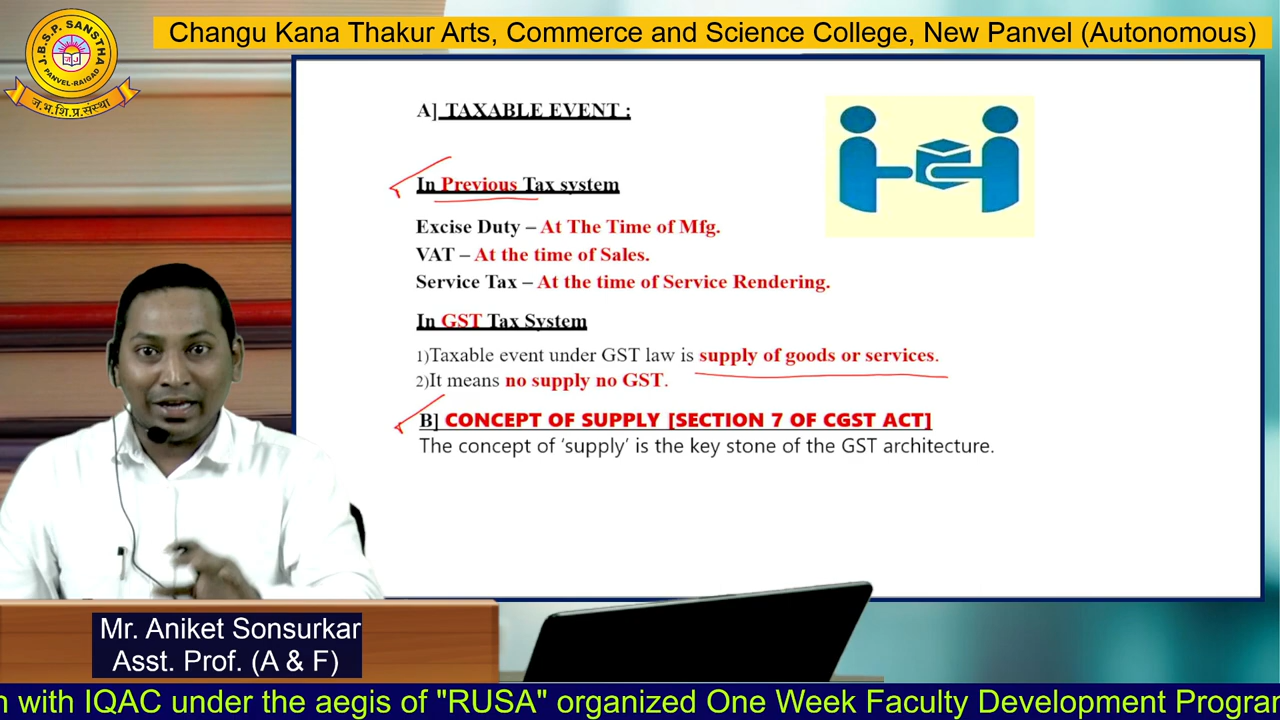 Changu Kana Thakur Arts, Commerce and Science College, New Panvel (Autonomous)
J.B.S.P. SANSTHA
PANVEL-RAIGAD
ज.भ.शि.प्र.संस्था
A] TAXABLE EVENT :
In Previous Tax system
Excise Duty – At The Time of Mfg.
VAT – At the time of Sales.
Service Tax – At the time of Service Rendering.
In GST Tax System
1)Taxable event under GST law is supply of goods or services.
2)It means no supply no GST.
B] CONCEPT OF SUPPLY [SECTION 7 OF CGST ACT]
The concept of ‘supply’ is the key stone of the GST architecture.
Mr. Aniket Sonsurkar
Asst. Prof. (A & F)
with IQAC under the aegis of "RUSA" organized One Week Faculty Development